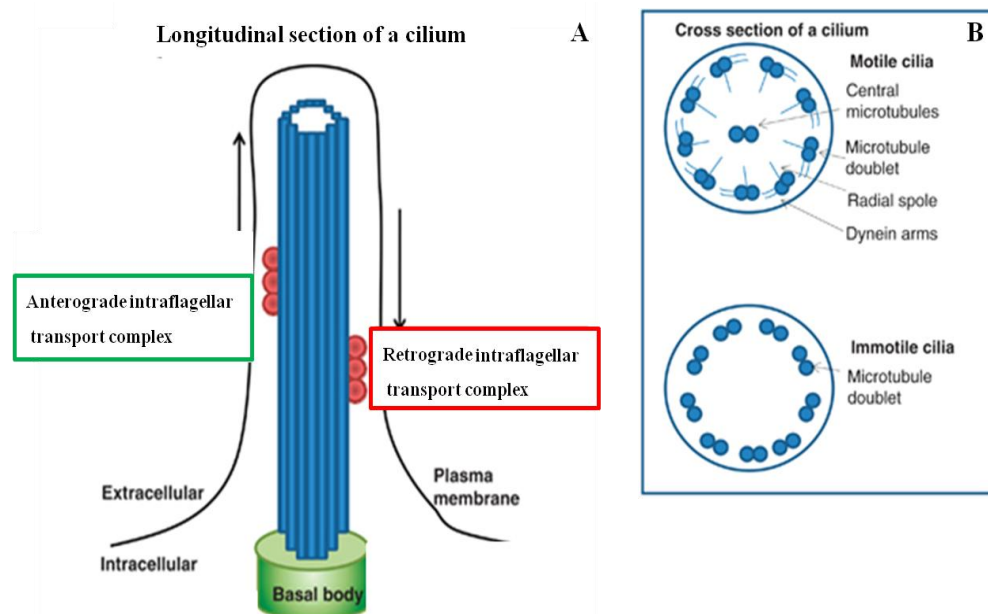 Longitudinal section of a cilium
A
Anterograde intraflagellar
transport complex
Retrograde intraflagellar
transport complex
Extracellular
Intracellular
Plasma
membrane
Basal body
B
Cross section of a cilium
Motile cilia
Central
microtubules
Microtubule
doublet
Radial spole
Dynein arms
Immotile cilia
Microtubule
doublet